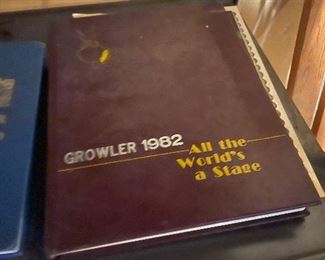 GROWLER 1982
All the
World's
a Stage